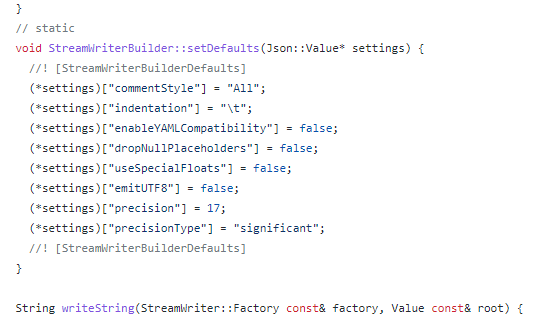 }
// static
void StreamWriterBuilder::setDefaults(Json::Value* settings) {
  //! [StreamWriterBuilderDefaults]
  (*settings)["commentStyle"] = "All";
  (*settings)["indentation"] = "\t";
  (*settings)["enableYAMLCompatibility"] = false;
  (*settings)["dropNullPlaceholders"] = false;
  (*settings)["useSpecialFloats"] = false;
  (*settings)["emitUTF8"] = false;
  (*settings)["precision"] = 17;
  (*settings)["precisionType"] = "significant";
  //! [StreamWriterBuilderDefaults]
}

String writeString(StreamWriter::Factory const& factory, Value const& root) {